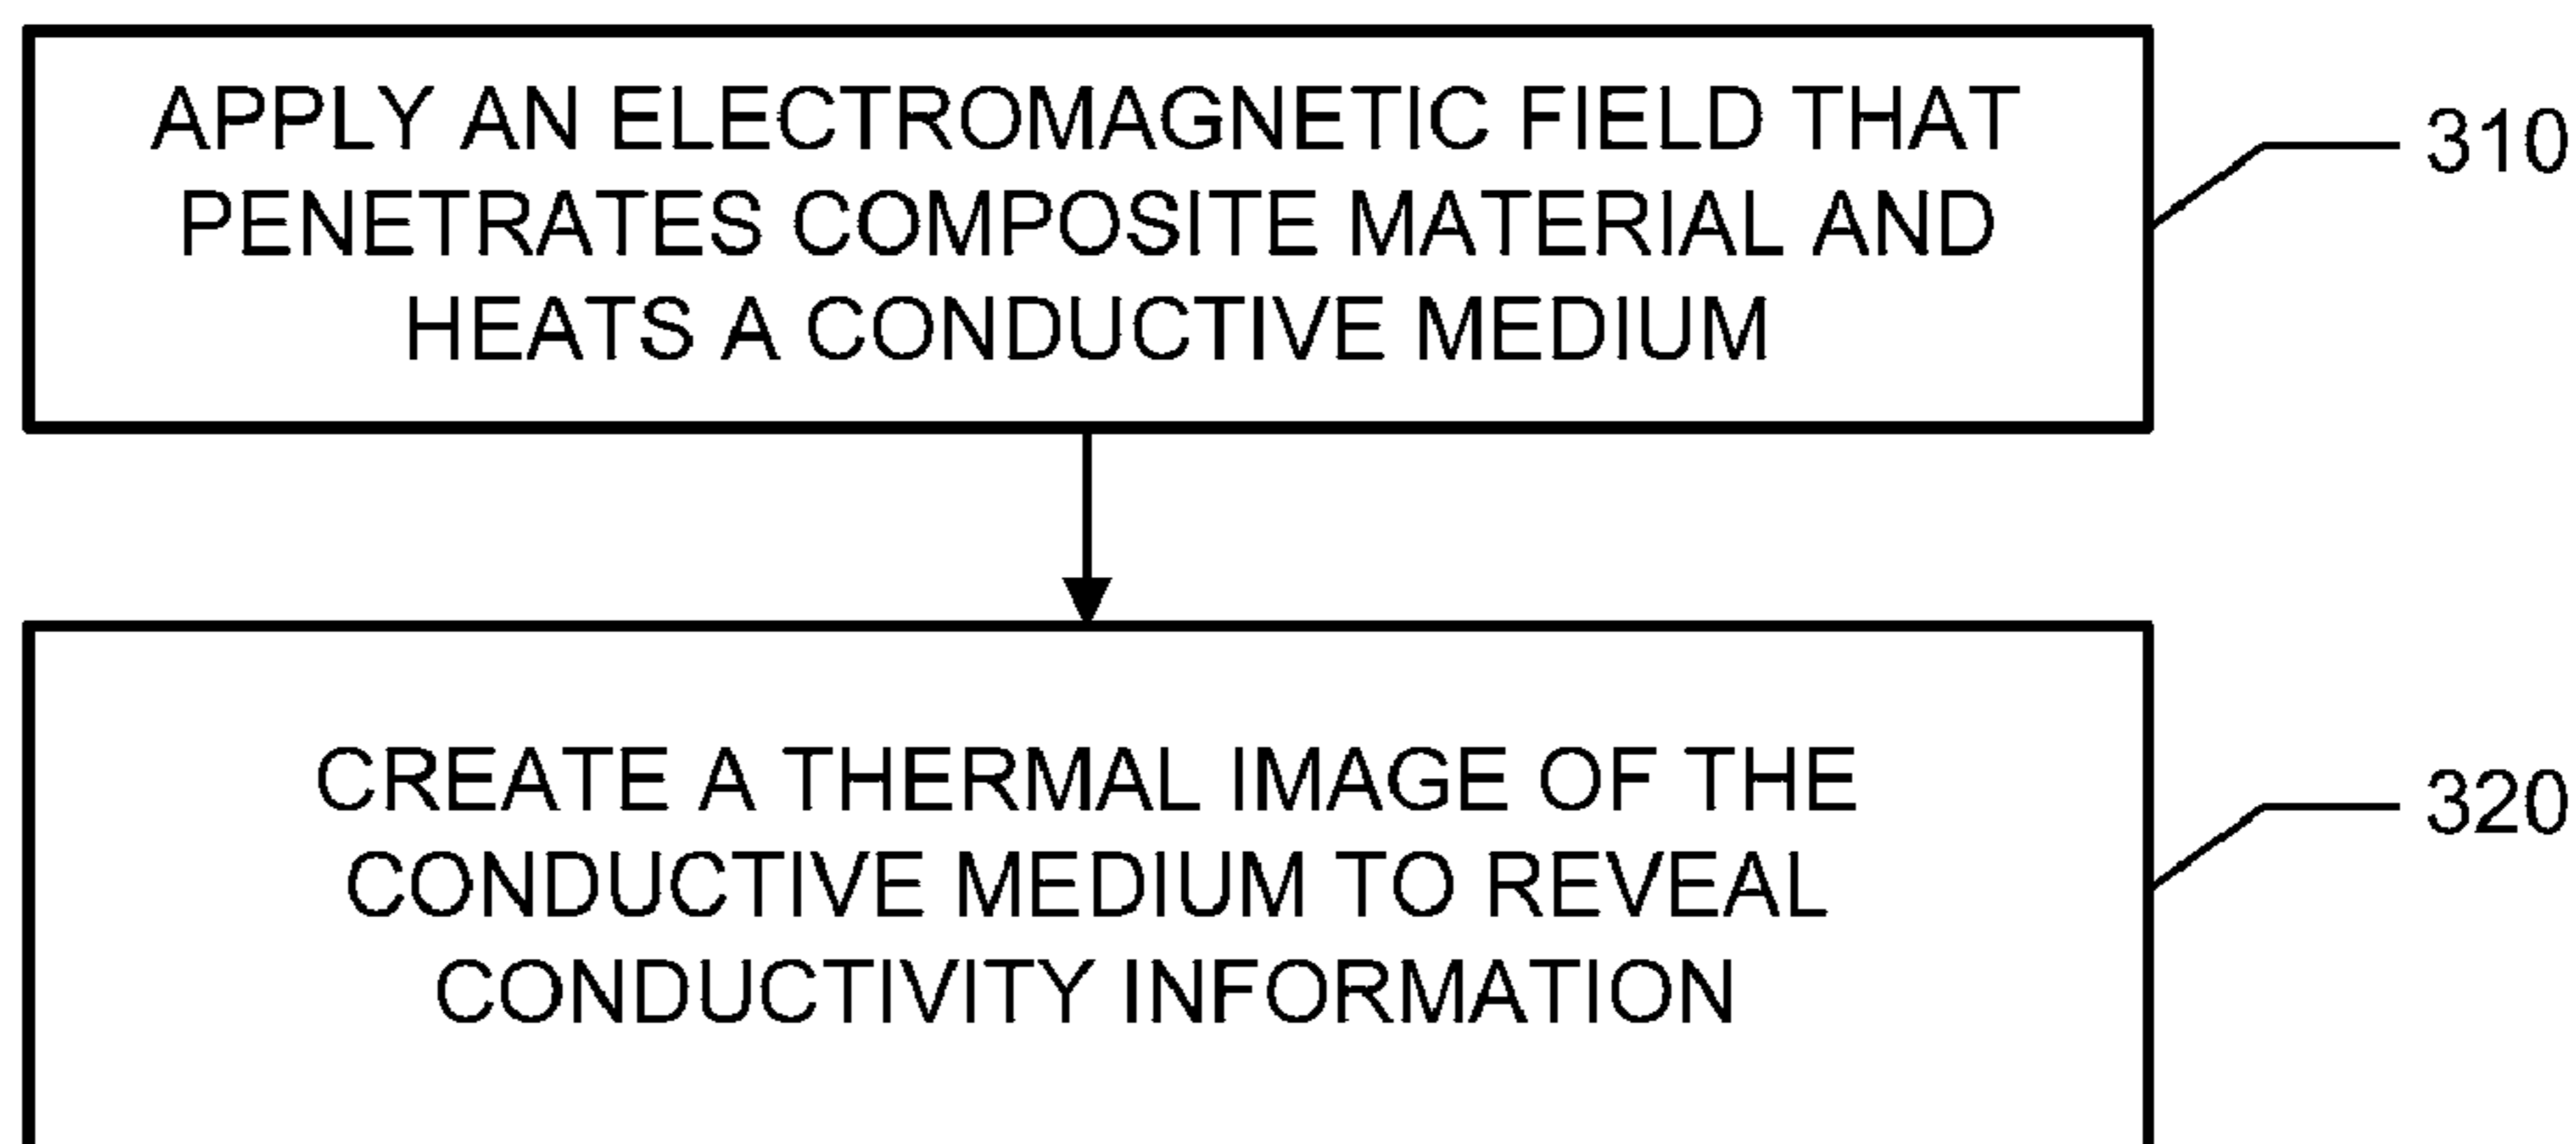 APPLY AN ELECTROMAGNETIC FIELD THAT
PENETRATES COMPOSITE MATERIAL AND
HEATS A CONDUCTIVE MEDIUM
310
CREATE A THERMAL IMAGE OF THE
CONDUCTIVE MEDIUM TO REVEAL
CONDUCTIVITY INFORMATION
320